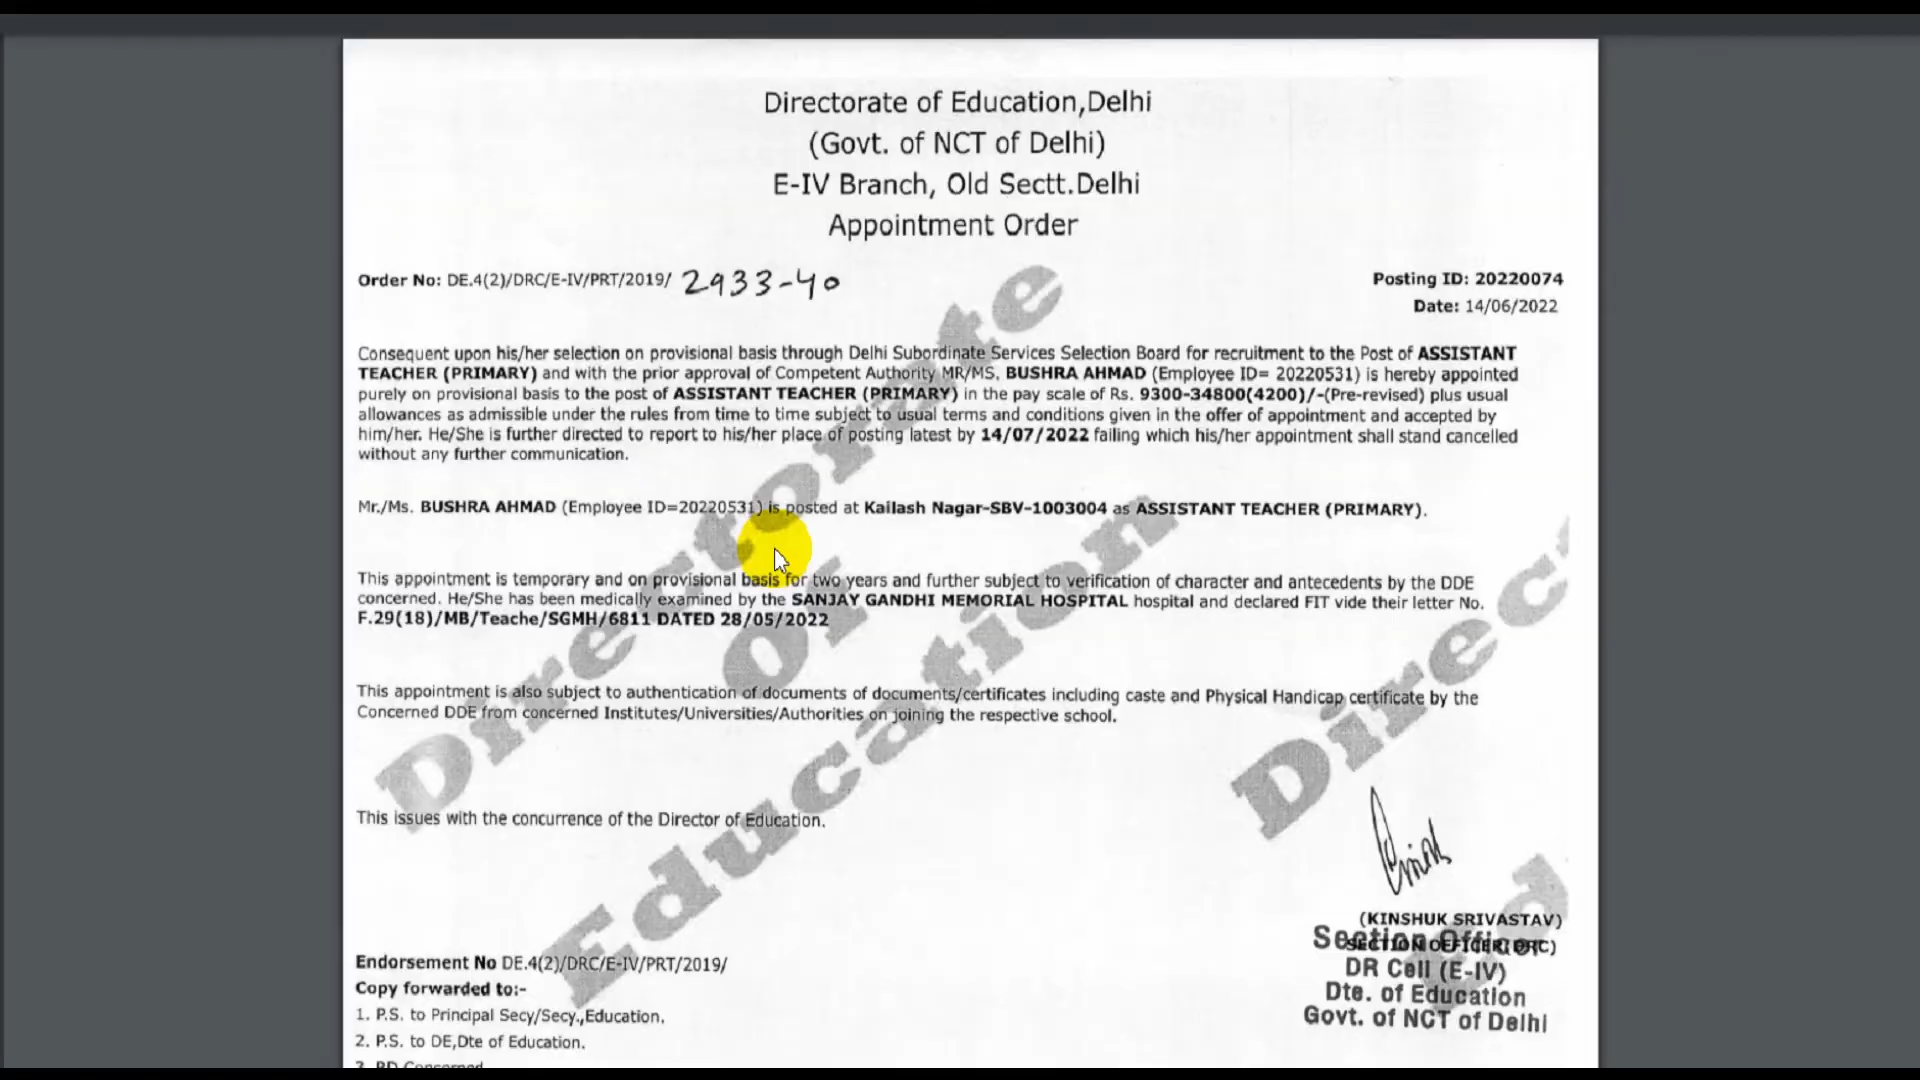 Directorate of Education,Delhi
(Govt. of NCT of Delhi)
E-IV Branch, Old Sectt.Delhi
Appointment Order
Order No: DE.4(2)/DRC/E-IV/PRT/2019/ 2933-40
Posting ID: 20220074
Date: 14/06/2022
Consequent upon his/her selection on provisional basis through Delhi Subordinate Services Selection Board for recruitment to the Post of ASSISTANT
TEACHER (PRIMARY) and with the prior approval of Competent Authority MR/MS. BUSHRA AHMAD (Employee ID= 20220531) is hereby appointed
purely on provisional basis to the post of ASSISTANT TEACHER (PRIMARY) in the pay scale of Rs. 9300-34800(4200)/-(Pre-revised) plus usual
allowances as admissible under the rules from time to time subject to usual terms and conditions given in the offer of appointment and accepted by
him/her. He/She is further directed to report to his/her place of posting latest by 14/07/2022 failing which his/her appointment shall stand cancelled
without any further communication.
Mr./Ms. BUSHRA AHMAD (Employee ID=20220531) is posted at Kailash Nagar-SBV-1003004 as ASSISTANT TEACHER (PRIMARY).
This appointment is temporary and on provisional basis for two years and further subject to verification of character and antecedents by the DDE
concerned. He/She has been medically examined by the SANJAY GANDHI MEMORIAL HOSPITAL hospital and declared FIT vide their letter No.
F.29(18)/MB/Teache/SGMH/6811 DATED 28/05/2022
This appointment is also subject to authentication of documents of documents/certificates including caste and Physical Handicap certificate by the
Concerned DDE from concerned Institutes/Universities/Authorities on joining the respective school.
This issues with the concurrence of the Director of Education.
(KINSHUK SRIVASTAV)
SECTION OFFICER(DRC)
Section Officer
DR Cell (E-IV)
Dte. of Education
Govt. of NCT of Delhi
Endorsement No DE.4(2)/DRC/E-IV/PRT/2019/
Copy forwarded to:-
1. P.S. to Principal Secy/Secy.,Education.
2. P.S. to DE,Dte of Education.
3. RD Concerned
Directorate
Of
Education
Direc
Ed